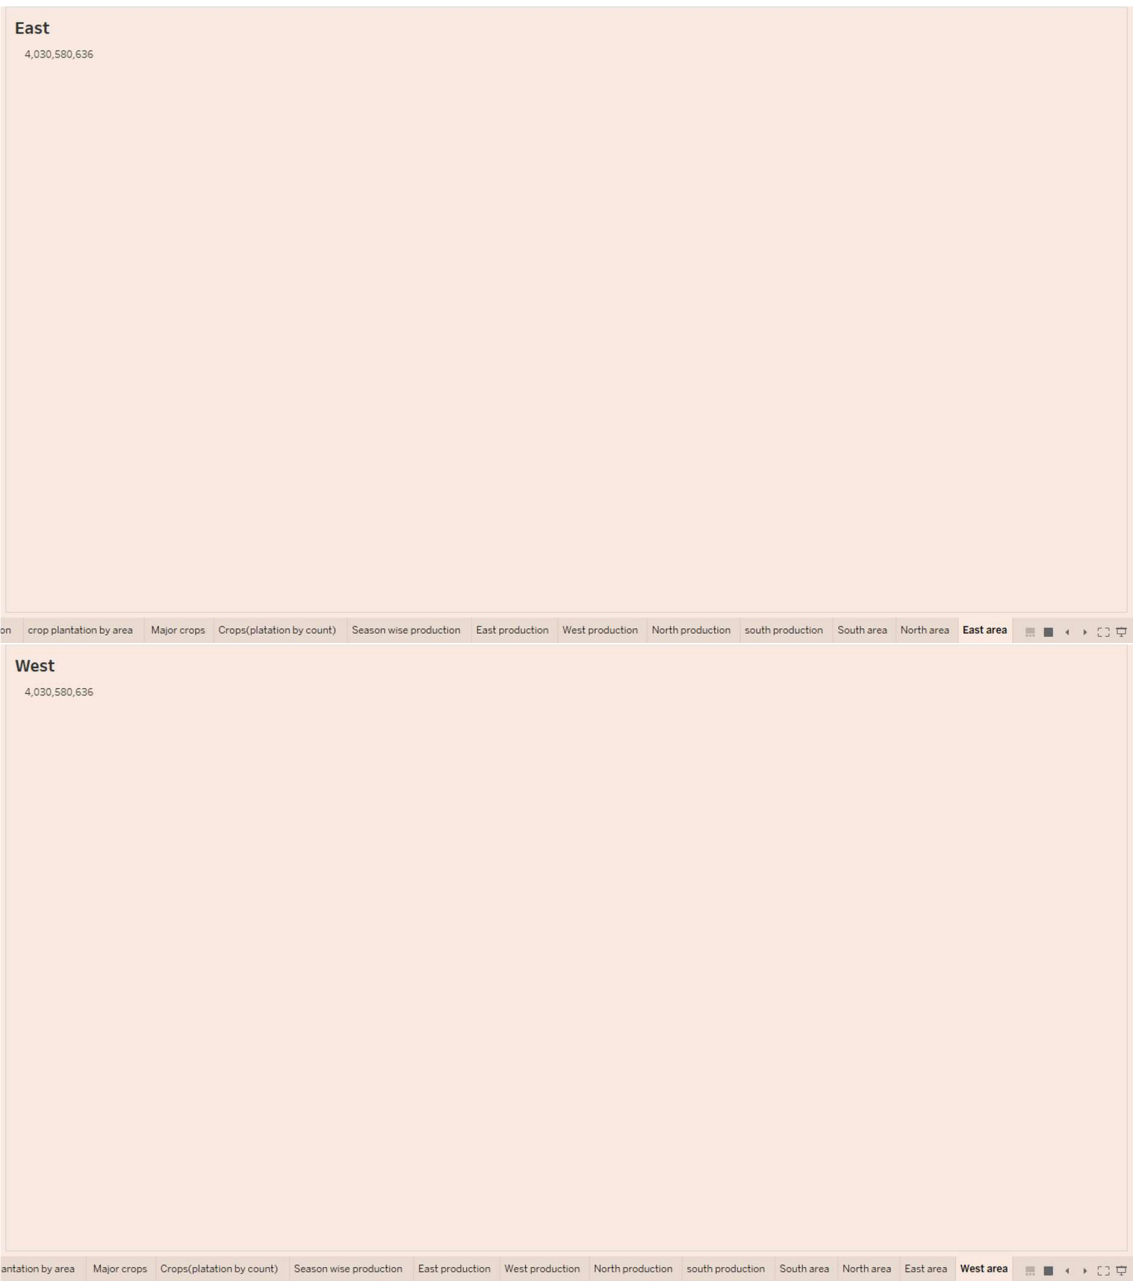 East
4,030,580,636
on crop plantation by area Major crops Crops(platation by count) Season wise production East production West production North production south production South area North area East area
West
4,030,580,636
antation by area Major crops Crops(platation by count) Season wise production East production West production North production south production South area North area East area West area